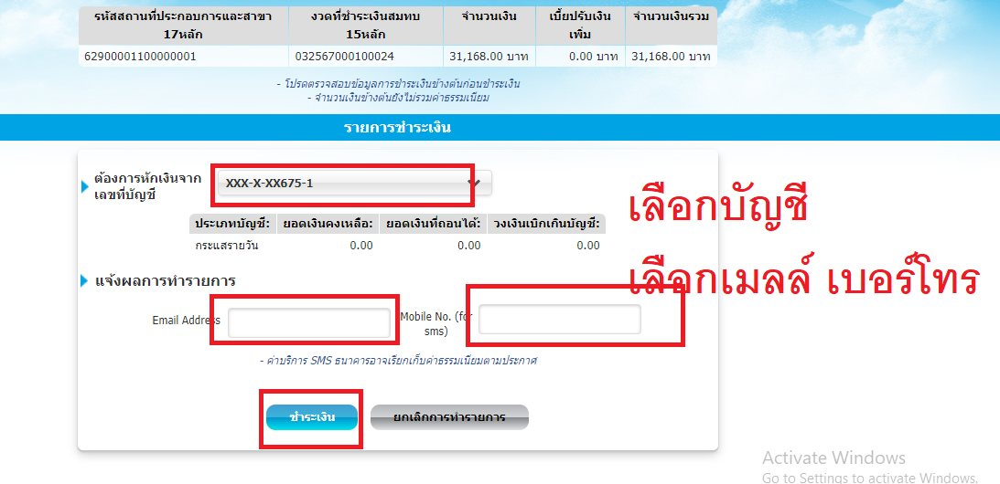 รหัสสถานที่ประกอบการและสาขา งวดที่ชำระเงินสมทบ จำนวนเงิน เบี้ยปรับเงิน จำนวนเงินรวม
17หลัก 15หลัก เพิ่ม
62900001100000001 032567000100024 31,168.00 บาท 0.00 บาท 31,168.00 บาท
- โปรดตรวจสอบข้อมูลการชำระเงินข้างต้นก่อนชำระเงิน
- จำนวนเงินข้างต้นยังไม่รวมค่าธรรมเนียม
รายการชำระเงิน
ต้องการหักเงินจาก
เลขที่บัญชี
XXX-X-XX675-1
เลือกบัญชี
ประเภทบัญชี: ยอดเงินคงเหลือ: ยอดเงินที่ถอนได้: วงเงินเบิกเกินบัญชี:
กระแสรายวัน 0.00 0.00 0.00
แจ้งผลการทำรายการ
เลือกเมลล์ เบอร์โทร
Email Address
Mobile No. (for
sms)
- ค่าบริการ SMS ธนาคารอาจเรียกเก็บค่าธรรมเนียมตามประกาศ
ชำระเงิน ยกเลิกการทำรายการ
Activate Windows
Go to Settings to activate Windows.